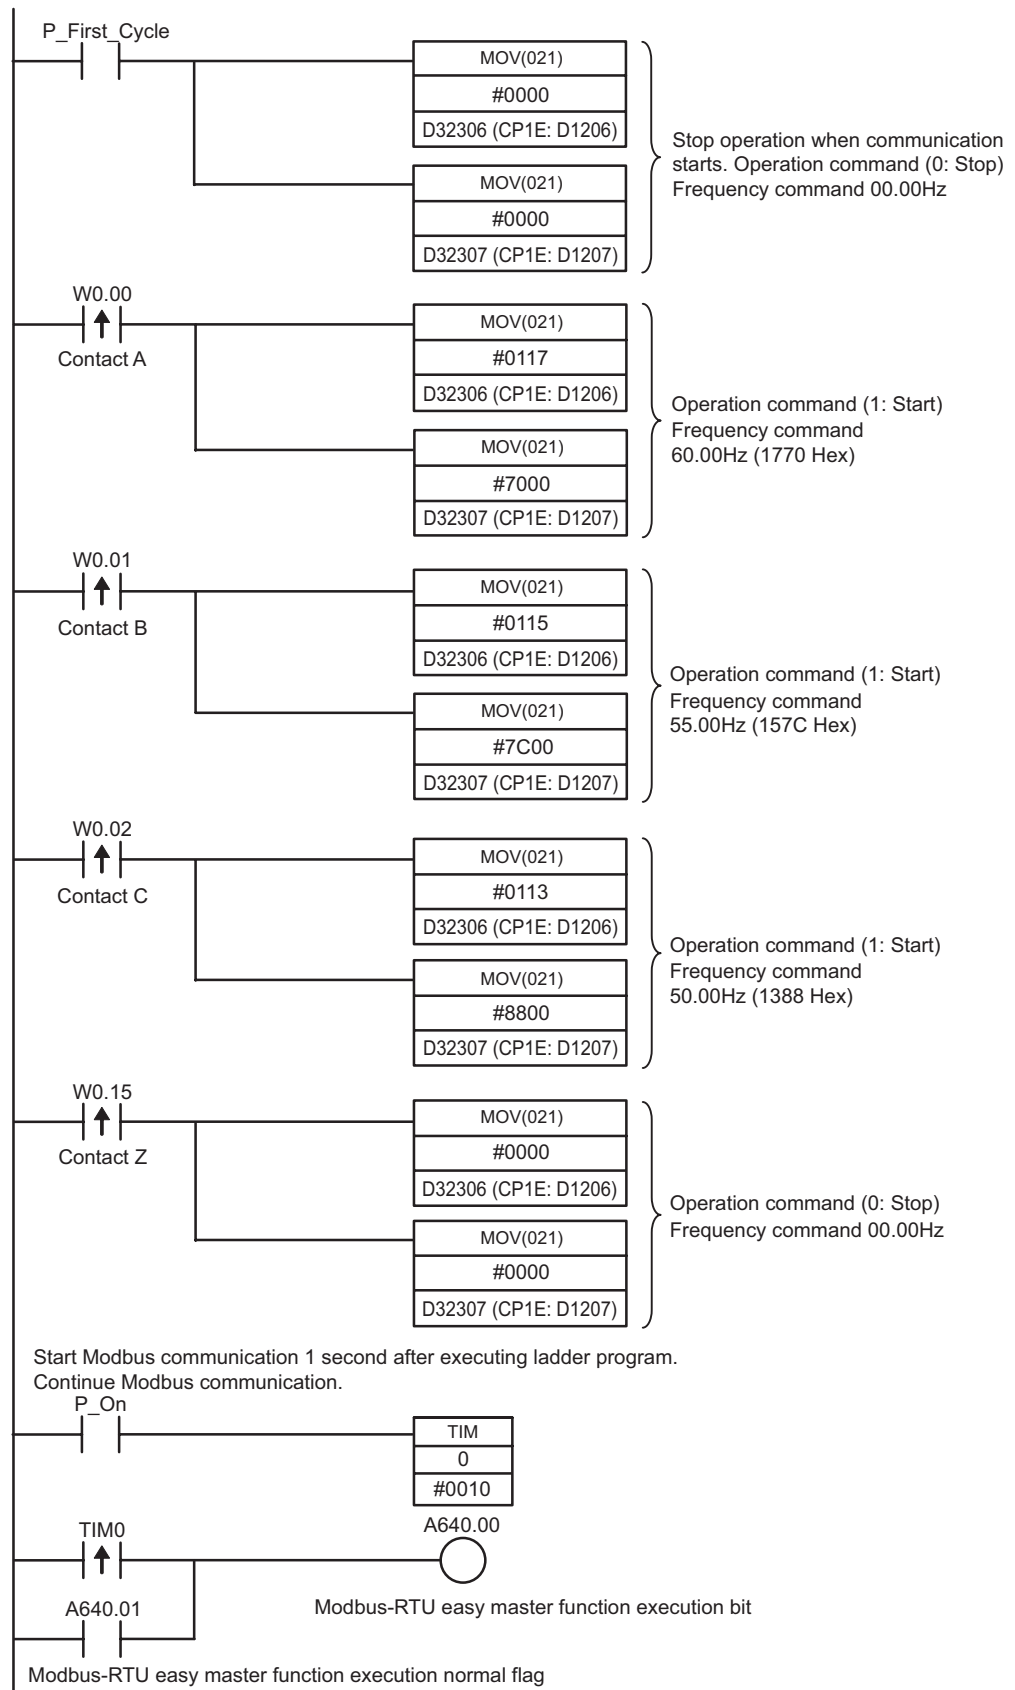 P_First_Cycle
MOV(021)
#0000
D32306 (CP1E: D1206)
MOV(021)
#0000
D32307 (CP1E: D1207)
Stop operation when communication
starts. Operation command (0: Stop)
Frequency command 00.00Hz
W0.00
Contact A
MOV(021)
#0117
D32306 (CP1E: D1206)
MOV(021)
#7000
D32307 (CP1E: D1207)
Operation command (1: Start)
Frequency command
60.00Hz (1770 Hex)
W0.01
Contact B
MOV(021)
#0115
D32306 (CP1E: D1206)
MOV(021)
#7C00
D32307 (CP1E: D1207)
Operation command (1: Start)
Frequency command
55.00Hz (157C Hex)
W0.02
Contact C
MOV(021)
#0113
D32306 (CP1E: D1206)
MOV(021)
#8800
D32307 (CP1E: D1207)
Operation command (1: Start)
Frequency command
50.00Hz (1388 Hex)
W0.15
Contact Z
MOV(021)
#0000
D32306 (CP1E: D1206)
MOV(021)
#0000
D32307 (CP1E: D1207)
Operation command (0: Stop)
Frequency command 00.00Hz
Start Modbus communication 1 second after executing ladder program.
Continue Modbus communication.
P_On
TIM
0
#0010
TIM0
A640.00
A640.01
Modbus-RTU easy master function execution bit
Modbus-RTU easy master function execution normal flag